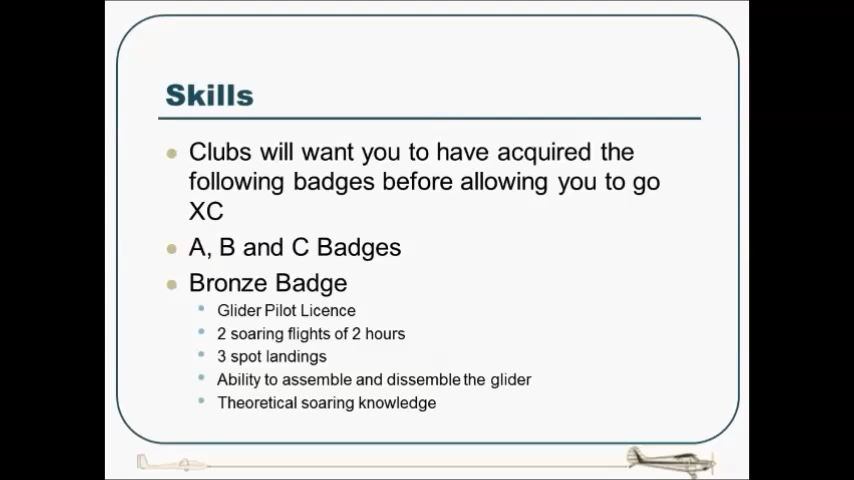 Skills
Clubs will want you to have acquired the
following badges before allowing you to go
XC
A, B and C Badges
Bronze Badge
Glider Pilot Licence
2 soaring flights of 2 hours
3 spot landings
Ability to assemble and dissemble the glider
Theoretical soaring knowledge